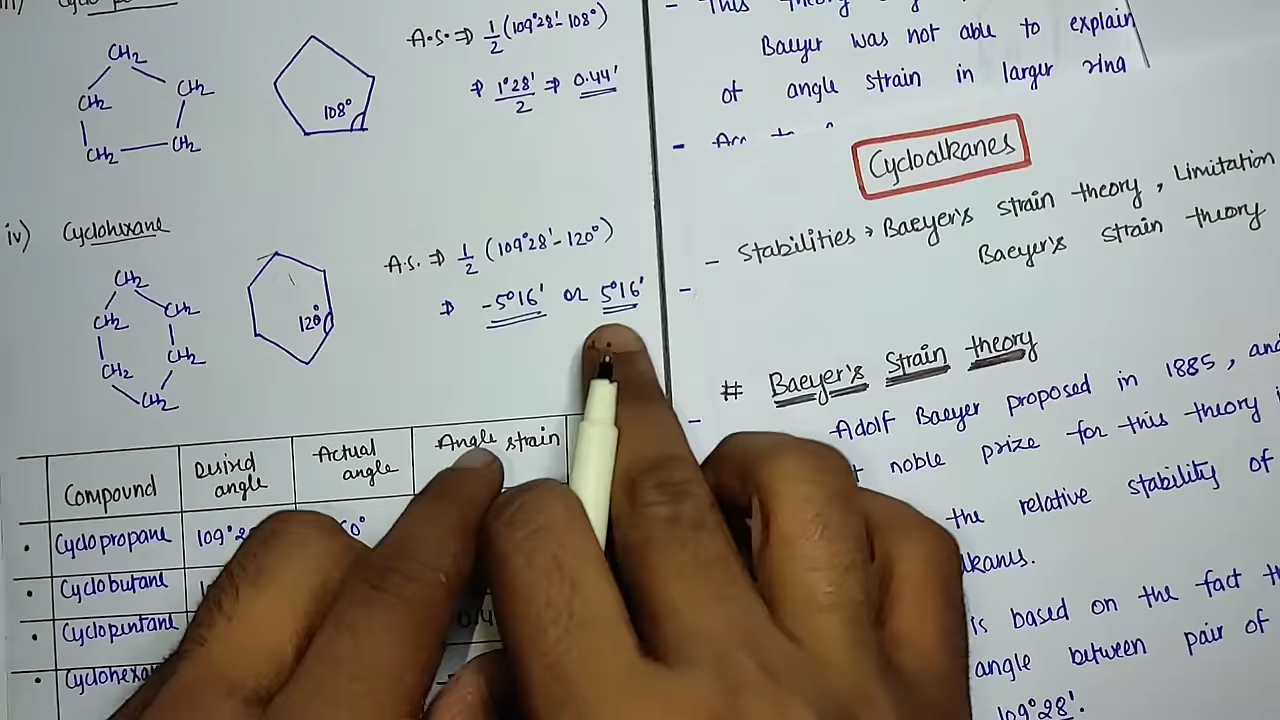 CH2
CH2 CH2
CH2 — CH2
108°
A.S. ⇒ 1/2 (109°28' - 108°)
⇒ 1°28'/2 ⇒ 0.44'
iv) Cyclohexane
CH2
CH2 CH2
CH2 CH2
CH2
120°
A.S. ⇒ 1/2 (109°28' - 120°)
⇒ -5°16' or 5°16'
Compound Desired angle Actual angle Angle strain
• Cyclopropane
• Cyclobutane
• Cyclopentane
•
- This theory
Baeyer was not able to explain
of angle strain in larger ring
-
Cycloalkanes
- Stabilities → Baeyer's strain theory, Limitation
Baeyer's strain theory
-
# Baeyer's Strain theory
- Adolf Baeyer proposed in 1885, and
noble prize for this theory
the relative stability of
is based on the fact
angle between pair of
109°28'.